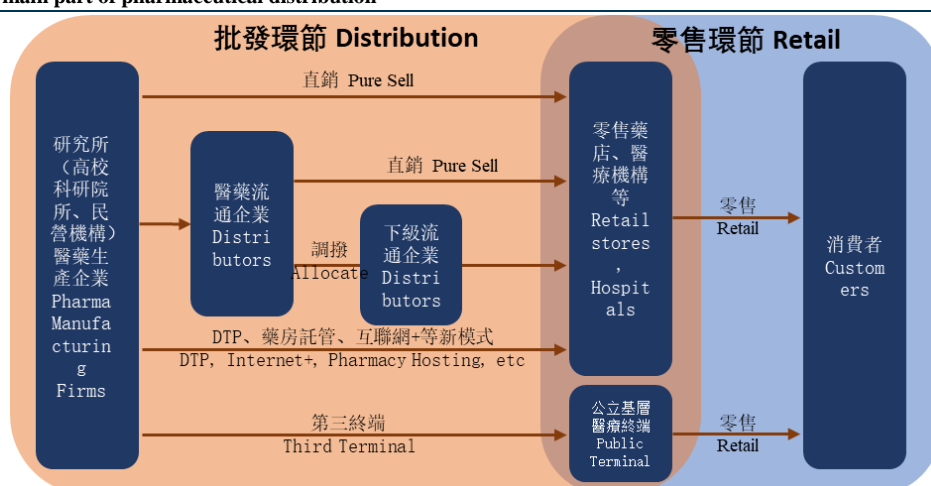 main part of pharmaceutical distribution
批發環節 Distribution
零售環節 Retail
研究所
（高校
科研院
所、民
營機構）
醫藥生
產企業
Pharma
Manufa
cturin
g
Firms
直銷 Pure Sell
醫藥流
通企業
Distri
butors
直銷 Pure Sell
調撥
Allocate
下級流
通企業
Distri
butors
DTP、藥房託管、互聯網+等新模式
DTP, Internet+, Pharmacy Hosting, etc
第三終端
Third Terminal
零售藥
店、醫
療機構
等
Retail
stores
,
Hospit
als
公立基層
醫療終端
Public
Terminal
零售
Retail
零售
Retail
消費者
Custom
ers